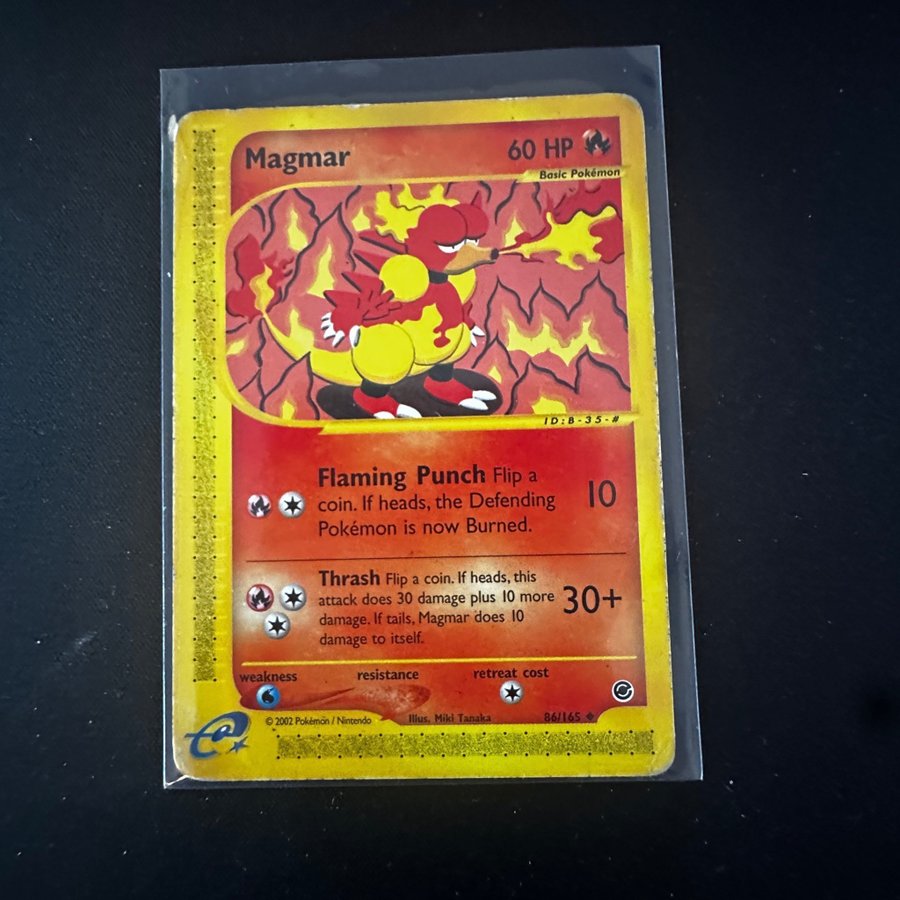 Magmar 60 HP
Basic Pokémon
ID:B-35-#
Flaming Punch Flip a
coin. If heads, the Defending
Pokémon is now Burned.
10
Thrash Flip a coin. If heads, this
attack does 30 damage plus 10 more
damage. If tails, Magmar does 10
damage to itself.
30+
weakness resistance retreat cost
© 2002 Pokémon / Nintendo Illus. Miki Tanaka 86/165
e